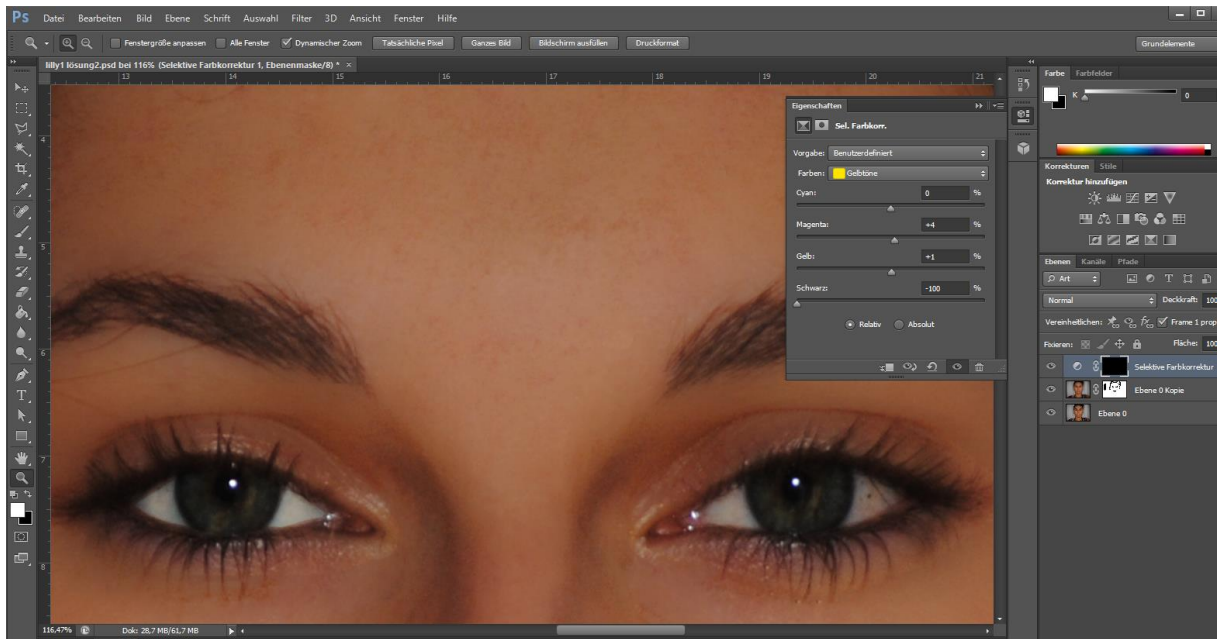 Ps Datei Bearbeiten Bild Ebene Schrift Auswahl Filter 3D Ansicht Fenster Hilfe
Fenstergröße anpassen Alle Fenster Dynamischer Zoom Tatsächliche Pixel Ganzes Bild Bildschirm ausfüllen Druckformat Grundelemente
lilly1 lösung2.psd bei 116% (Selektive Farbkorrektur 1, Ebenenmaske/8) * ×
13 14 15 16 17 18 19 20 21
4
5
6
7
8
Eigenschaften
Sel. Farbkorr.
Vorgabe: Benutzerdefiniert
Farben: Gelbtöne
Cyan: 0 %
Magenta: +4 %
Gelb: +1 %
Schwarz: -100 %
Relativ Absolut
Farbe Farbfelder
K 0
Korrekturen Stile
Korrektur hinzufügen
Ebenen Kanäle Pfade
Art
Normal Deckkraft: 100
Vereinheitlichen: Frame 1 prop
Fixieren: Fläche: 100
Selektive Farbkorrektur
Ebene 0 Kopie
Ebene 0
116,47% Dok: 28,7 MB/61,7 MB